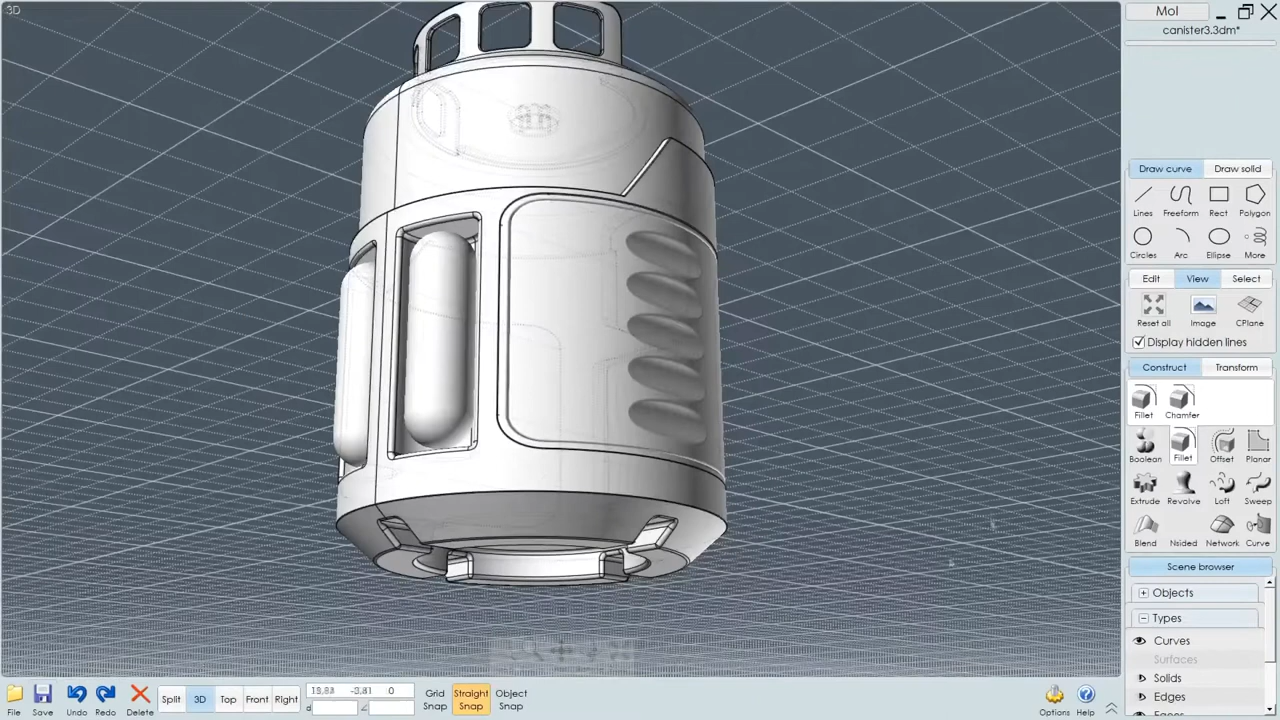 3D
MoI
canister3.3dm*
Draw curve
Draw solid
Lines
Freeform
Rect
Polygon
Circles
Arc
Ellipse
More
Edit
View
Select
Reset all
Image
CPlane
Display hidden lines
Construct
Transform
Fillet
Chamfer
Boolean
Fillet
Offset
Planar
Extrude
Revolve
Loft
Sweep
Blend
Nsided
Network
Curve
Scene browser
Objects
Types
Curves
Surfaces
Solids
Edges
File
Save
Undo
Redo
Delete
Split
3D
Top
Front
Right
d
Grid
Snap
Straight
Snap
Object
Snap
Options
Help